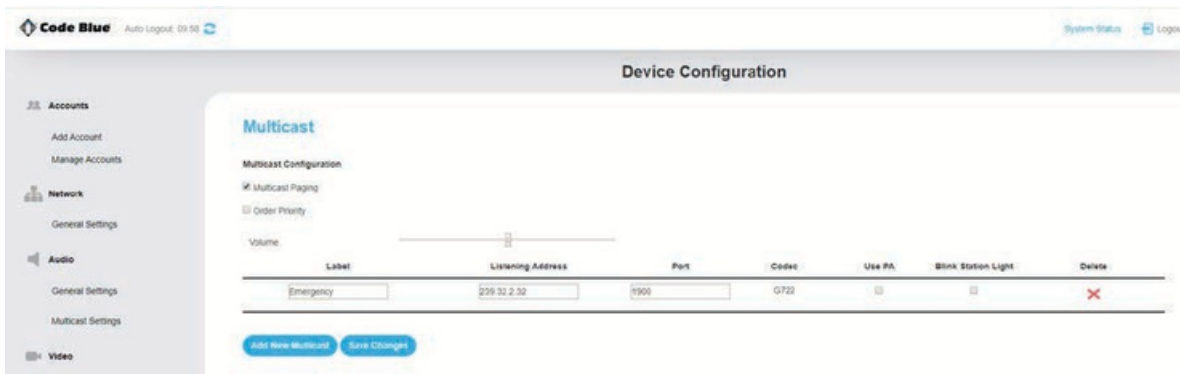 Code Blue Auto Logout: 09:58
System Status Logou
Device Configuration
Accounts
Add Account
Manage Accounts
Network
General Settings
Audio
General Settings
Multicast Settings
Video
Multicast
Multicast Configuration
Multicast Paging
Order Priority
Volume
Label Listening Address Port Codec Use PA Blink Station Light Delete
Emergency 239.32.2.32 1900 G722
Add New Multicast Save Changes